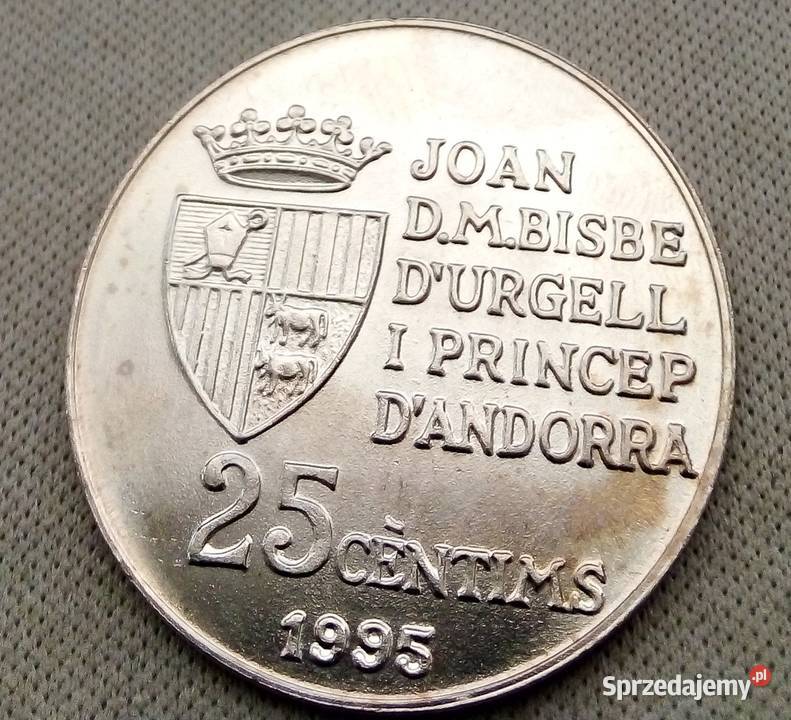 JOAN
D.M.BISBE
D'URGELL
I PRINCEP
D'ANDORRA
25 CÈNTIMS
1995
Sprzedajemy.pl